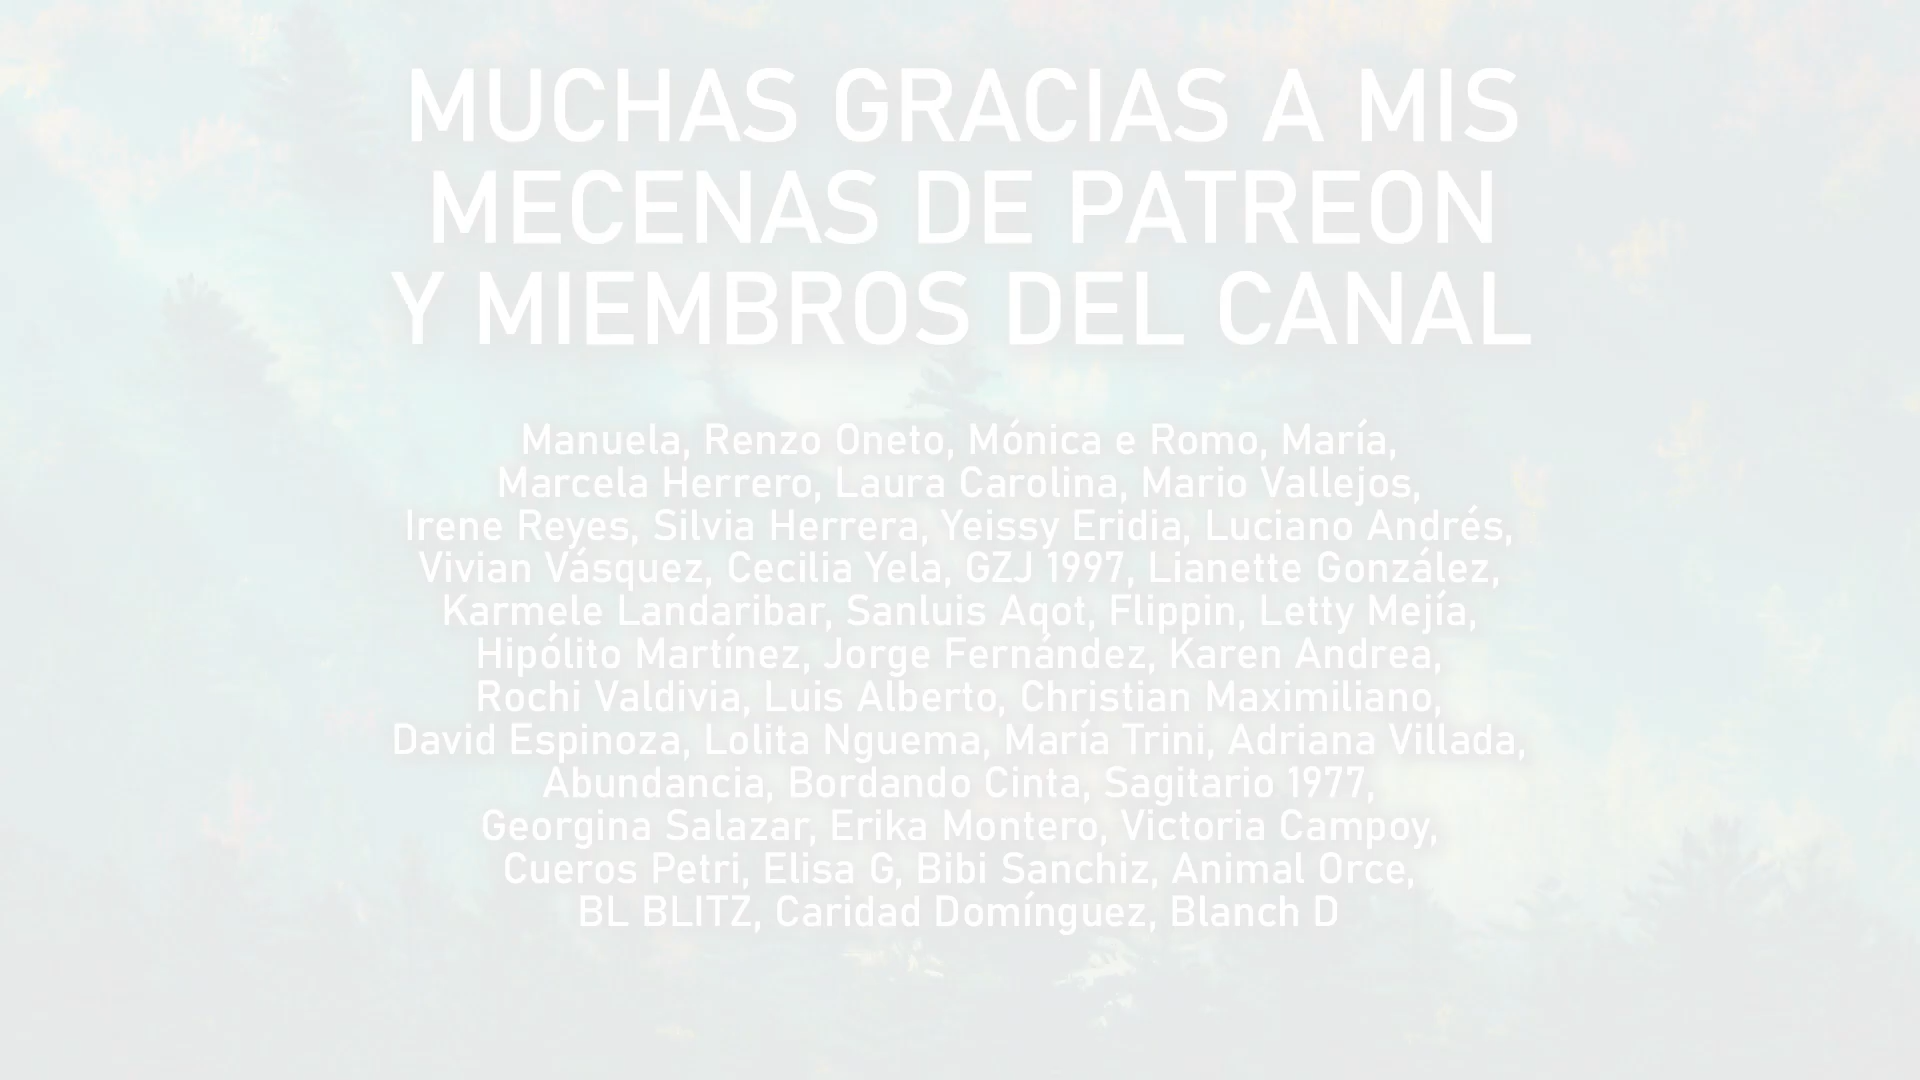 MUCHAS GRACIAS A MIS
MECENAS DE PATREON
Y MIEMBROS DEL CANAL
Manuela, Renzo Oneto, Mónica e Romo, María,
Marcela Herrero, Laura Carolina, Mario Vallejos,
Irene Reyes, Silvia Herrera, Yeissy Eridia, Luciano Andrés,
Vivian Vásquez, Cecilia Yela, GZJ 1997, Lianette González,
Karmele Landaribar, Sanluis Aqot, Flippin, Letty Mejía,
Hipólito Martínez, Jorge Fernández, Karen Andrea,
Rochi Valdivia, Luis Alberto, Christian Maximiliano,
David Espinoza, Lolita Nguema, María Trini, Adriana Villada,
Abundancia, Bordando Cinta, Sagitario 1977,
Georgina Salazar, Erika Montero, Victoria Campoy,
Cueros Petri, Elisa G, Bibi Sanchiz, Animal Orce,
BL BLITZ, Caridad Domínguez, Blanch D